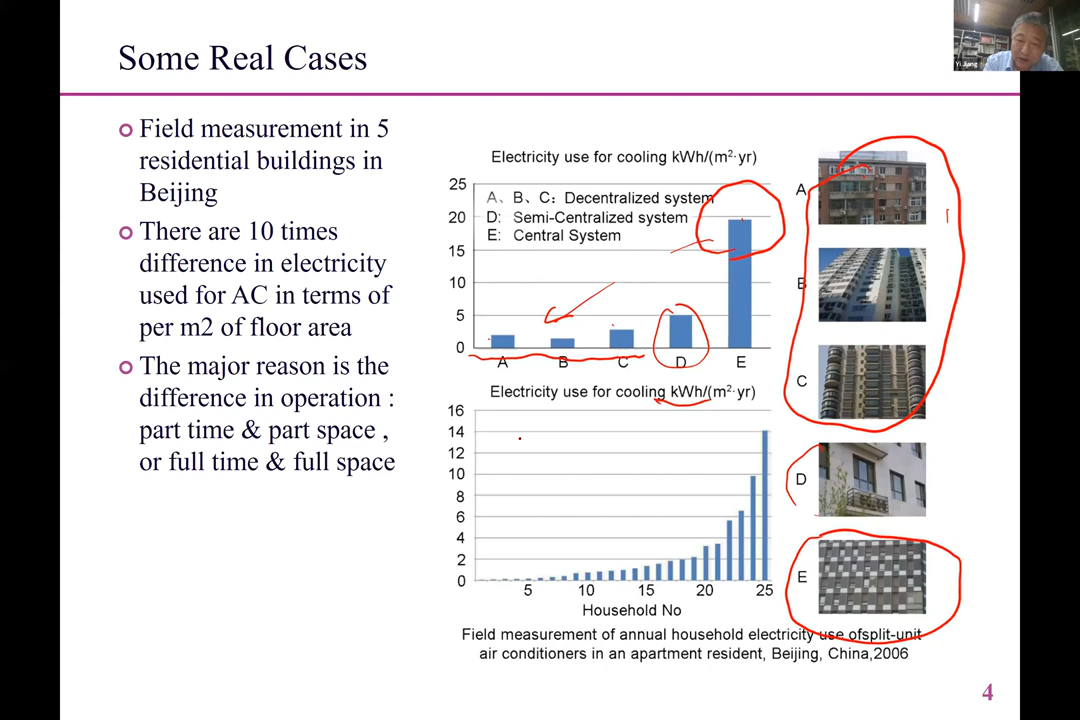 Some Real Cases
Yi Jiang
Field measurement in 5
residential buildings in
Beijing
There are 10 times
difference in electricity
used for AC in terms of
per m2 of floor area
The major reason is the
difference in operation :
part time & part space ,
or full time & full space
Electricity use for cooling kWh/(m²·yr)
25
20
15
10
5
0
A、B、C：Decentralized system
D: Semi-Centralized system
E: Central System
A
B
C
D
E
Electricity use for cooling kWh/(m²·yr)
16
14
12
10
8
6
4
2
0
5
10
15
20
25
Household No
Field measurement of annual household electricity use ofsplit-unit
air conditioners in an apartment resident, Beijing, China,2006
A
B
C
D
E
4